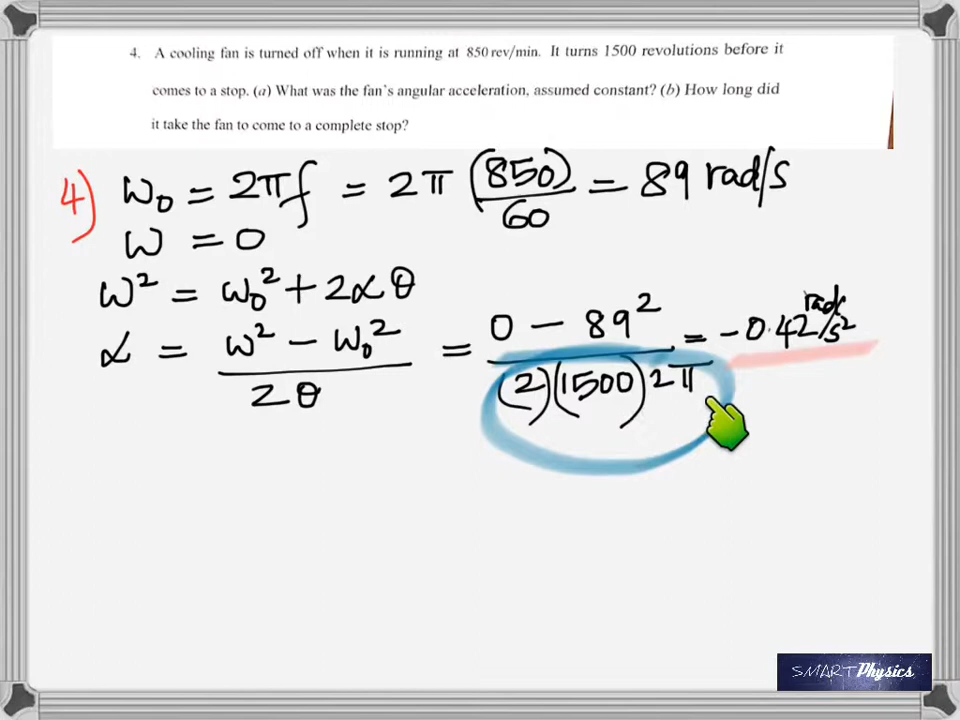 4. A cooling fan is turned off when it is running at 850 rev/min. It turns 1500 revolutions before it
comes to a stop. (a) What was the fan's angular acceleration, assumed constant? (b) How long did
it take the fan to come to a complete stop?
4) ω₀ = 2πf = 2π (850)/60 = 89 rad/s
ω = 0
ω² = ω₀² + 2αθ
α = (ω² - ω₀²)/2θ = (0 - 89²)/(2)(1500)2π = -0.42 rad/s²
SMART Physics